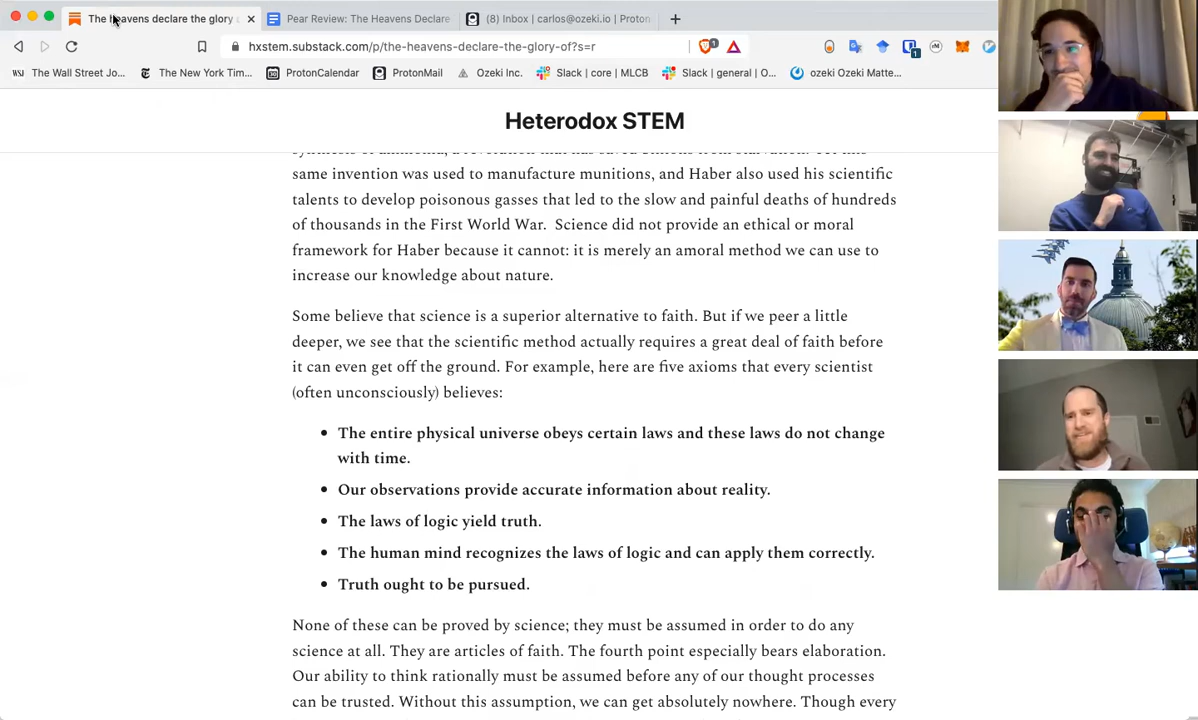 The heavens declare the glory
Pear Review: The Heavens Declare
(8) Inbox | carlos@ozeki.io | Proton
hxstem.substack.com/p/the-heavens-declare-the-glory-of?s=r
1
1
The Wall Street Jo...
The New York Tim...
ProtonCalendar
ProtonMail
Ozeki Inc.
Slack | core | MLCB
Slack | general | O...
ozeki Ozeki Matte...
Heterodox STEM
same invention was used to manufacture munitions, and Haber also used his scientific
talents to develop poisonous gasses that led to the slow and painful deaths of hundreds
of thousands in the First World War. Science did not provide an ethical or moral
framework for Haber because it cannot: it is merely an amoral method we can use to
increase our knowledge about nature.
Some believe that science is a superior alternative to faith. But if we peer a little
deeper, we see that the scientific method actually requires a great deal of faith before
it can even get off the ground. For example, here are five axioms that every scientist
(often unconsciously) believes:
• The entire physical universe obeys certain laws and these laws do not change
with time.
• Our observations provide accurate information about reality.
• The laws of logic yield truth.
• The human mind recognizes the laws of logic and can apply them correctly.
• Truth ought to be pursued.
None of these can be proved by science; they must be assumed in order to do any
science at all. They are articles of faith. The fourth point especially bears elaboration.
Our ability to think rationally must be assumed before any of our thought processes
can be trusted. Without this assumption, we can get absolutely nowhere. Though every